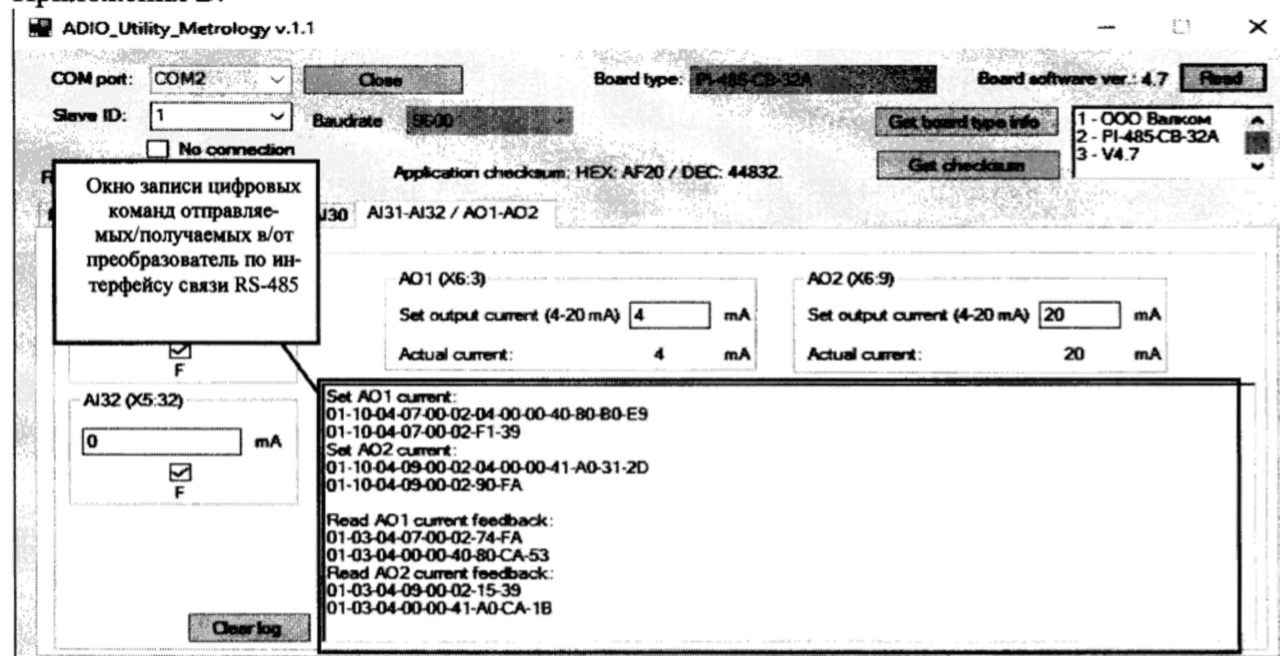 ADIO_Utility_Metrology v.1.1
COM port: COM2 Close Board type: PI-485-CB-32A Board software ver.: 4.7 Read
Slave ID: 1 Baudrate 9600 Get board type info 1 - ООО Валком
2 - PI-485-CB-32A
3 - V4.7
No connection
Application checksum: HEX: AF20 / DEC: 44832. Get checksum
Окно записи цифровых
команд отправляе-
мых/получаемых в/от
преобразователь по ин-
терфейсу связи RS-485
AI31-AI32 / AO1-AO2
AO1 (X6:3) AO2 (X6:9)
Set output current (4-20 mA) 4 mA Set output current (4-20 mA) 20 mA
Actual current: 4 mA Actual current: 20 mA
F
AI32 (X5:32)
0 mA
F
Set AO1 current:
01-10-04-07-00-02-04-00-00-40-80-B0-E9
01-10-04-07-00-02-F1-39
Set AO2 current:
01-10-04-09-00-02-04-00-00-41-A0-31-2D
01-10-04-09-00-02-90-FA
Read AO1 current feedback:
01-03-04-07-00-02-74-FA
01-03-04-00-00-40-80-CA-53
Read AO2 current feedback:
01-03-04-09-00-02-15-39
01-03-04-00-00-41-A0-CA-1B
Clear log